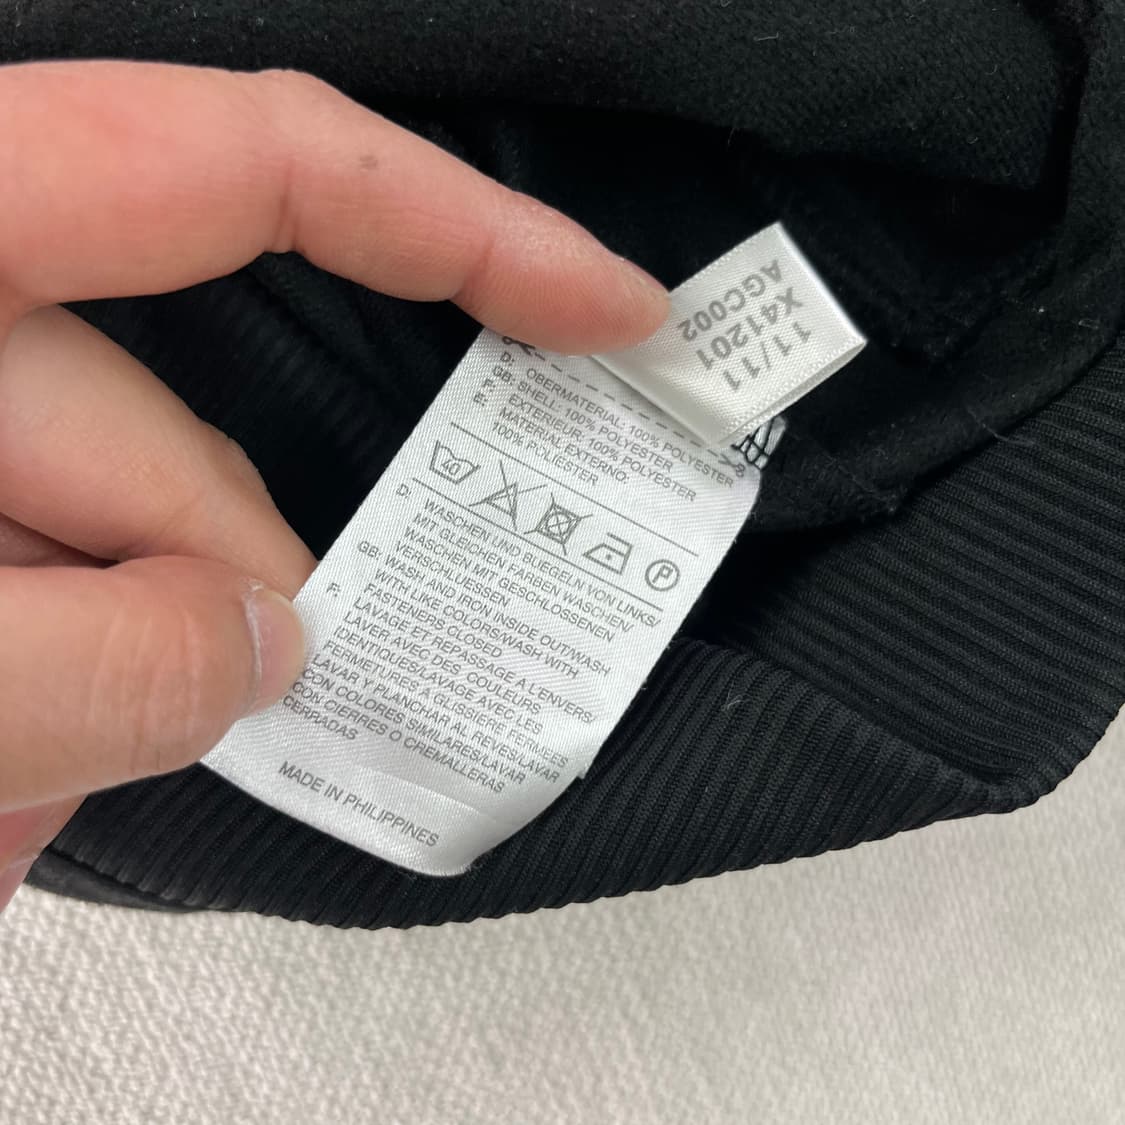 11/11
X41201
AGC002
D: OBERMATERIAL: 100% POLYESTER
GB: SHELL: 100% POLYESTER
F: EXTERIEUR: 100% POLYESTER
E: MATERIAL EXTERNO:
100% POLIESTER
40
P
D: WASCHEN UND BUEGELN VON LINKS/
MIT GLEICHEN FARBEN WASCHEN/
WASCHEN MIT GESCHLOSSENEN
VERSCHLUESSEN
GB: WASH AND IRON INSIDE OUT/WASH
WITH LIKE COLORS/WASH WITH
FASTENERS CLOSED
F: LAVAGE ET REPASSAGE A L'ENVERS/
LAVER AVEC DES COULEURS
IDENTIQUES/LAVAGE AVEC LES
FERMETURES A GLISSIERE FERMEES
LAVAR Y PLANCHAR AL REVES/LAVAR
CON COLORES SIMILARES/LAVAR
CON CIERRES O CREMALLERAS
CERRADAS
MADE IN PHILIPPINES